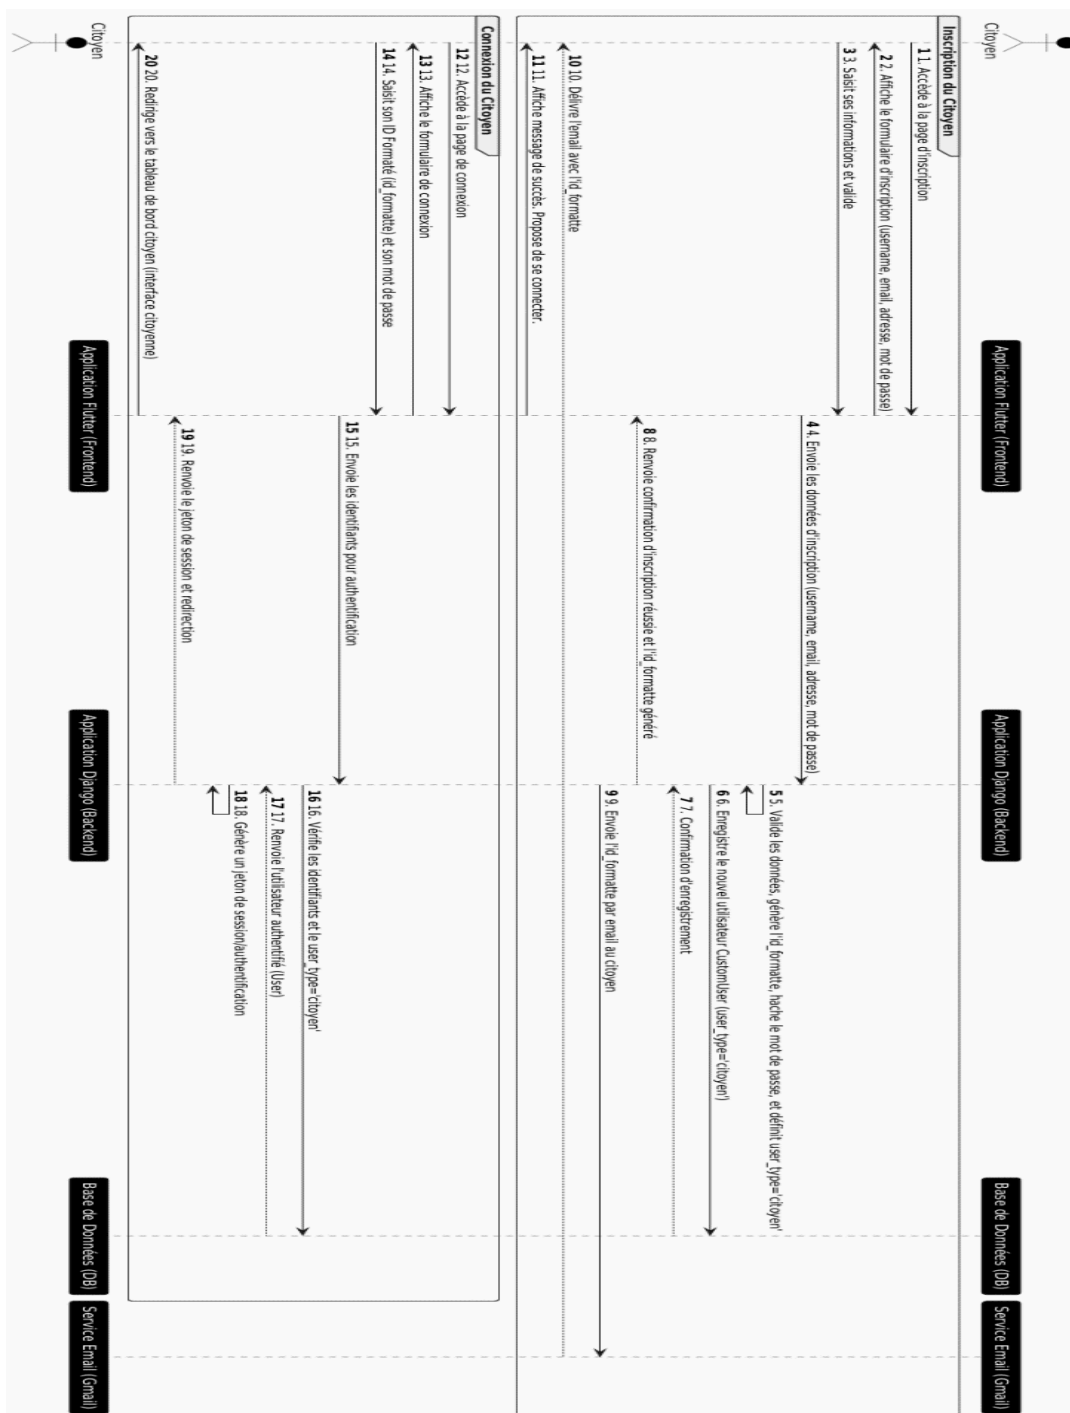 Citoyen
Application Flutter (Frontend)
Application Django (Backend)
Base de Données (DB)
Service Email (Gmail)
Inscription du Citoyen
1 1. Accède à la page d'inscription
2 2. Affiche le formulaire d'inscription (username, email, adresse, mot de passe)
3 3. Saisit ses informations et valide
4 4. Envoie les données d'inscription (username, email, adresse, mot de passe)
5 5. Valide les données, génère l'id_formatte, hache le mot de passe, et définit user_type='citoyen'
6 6. Enregistre le nouvel utilisateur CustomUser (user_type='citoyen')
7 7. Confirmation d'enregistrement
8 8. Renvoie confirmation d'inscription réussie et l'id_formatte généré
9 9. Envoie l'id_formatte par email au citoyen
10 10. Délivre l'email avec l'id_formatte
11 11. Affiche message de succès. Propose de se connecter.
Connexion du Citoyen
12 12. Accède à la page de connexion
13 13. Affiche le formulaire de connexion
14 14. Saisit son ID Formaté (id_formatte) et son mot de passe
15 15. Envoie les identifiants pour authentification
16 16. Vérifie les identifiants et le user_type='citoyen'
17 17. Renvoie l'utilisateur authentifié (User)
18 18. Génère un jeton de session/authentification
19 19. Renvoie le jeton de session et redirection
20 20. Redirige vers le tableau de bord citoyen (interface citoyenne)
Citoyen
Application Flutter (Frontend)
Application Django (Backend)
Base de Données (DB)
Service Email (Gmail)